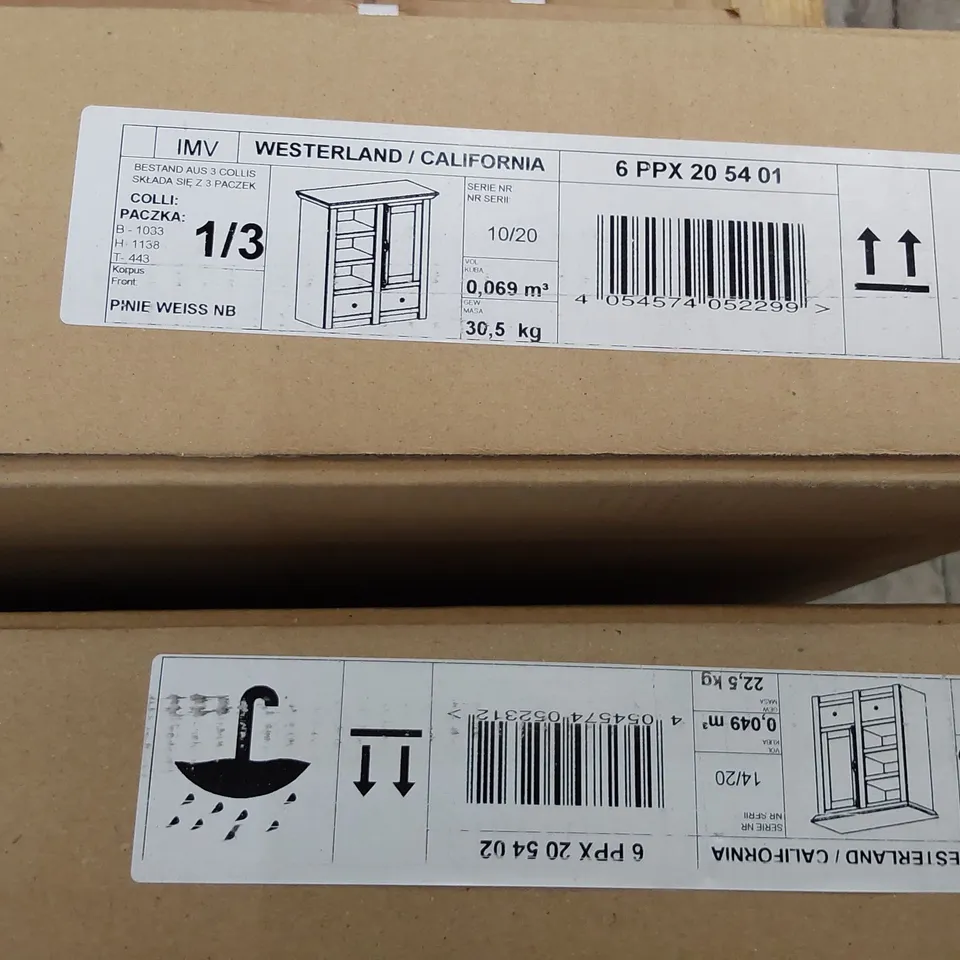 IMV
WESTERLAND / CALIFORNIA
6 PPX 20 54 01
BESTAND AUS 3 COLLIS
SKŁADA SIĘ Z 3 PACZEK
COLLI:
PACZKA:
1/3
B - 1033
H - 1138
T - 443
Korpus
Front:
PINIE WEISS NB
SERIE NR
NR SERII
10/20
VOL
KUBA
0,069 m³
GEW
MASA
30,5 kg
4 054574 052299 >
22,5 kg
MASA
GEW
0,049 m³
KUBA
VOL
14/20
NR SERII
SERIE NR
4 054574 052312 >
6 PPX 20 54 02
ESTERLAND / CALIFORNIA